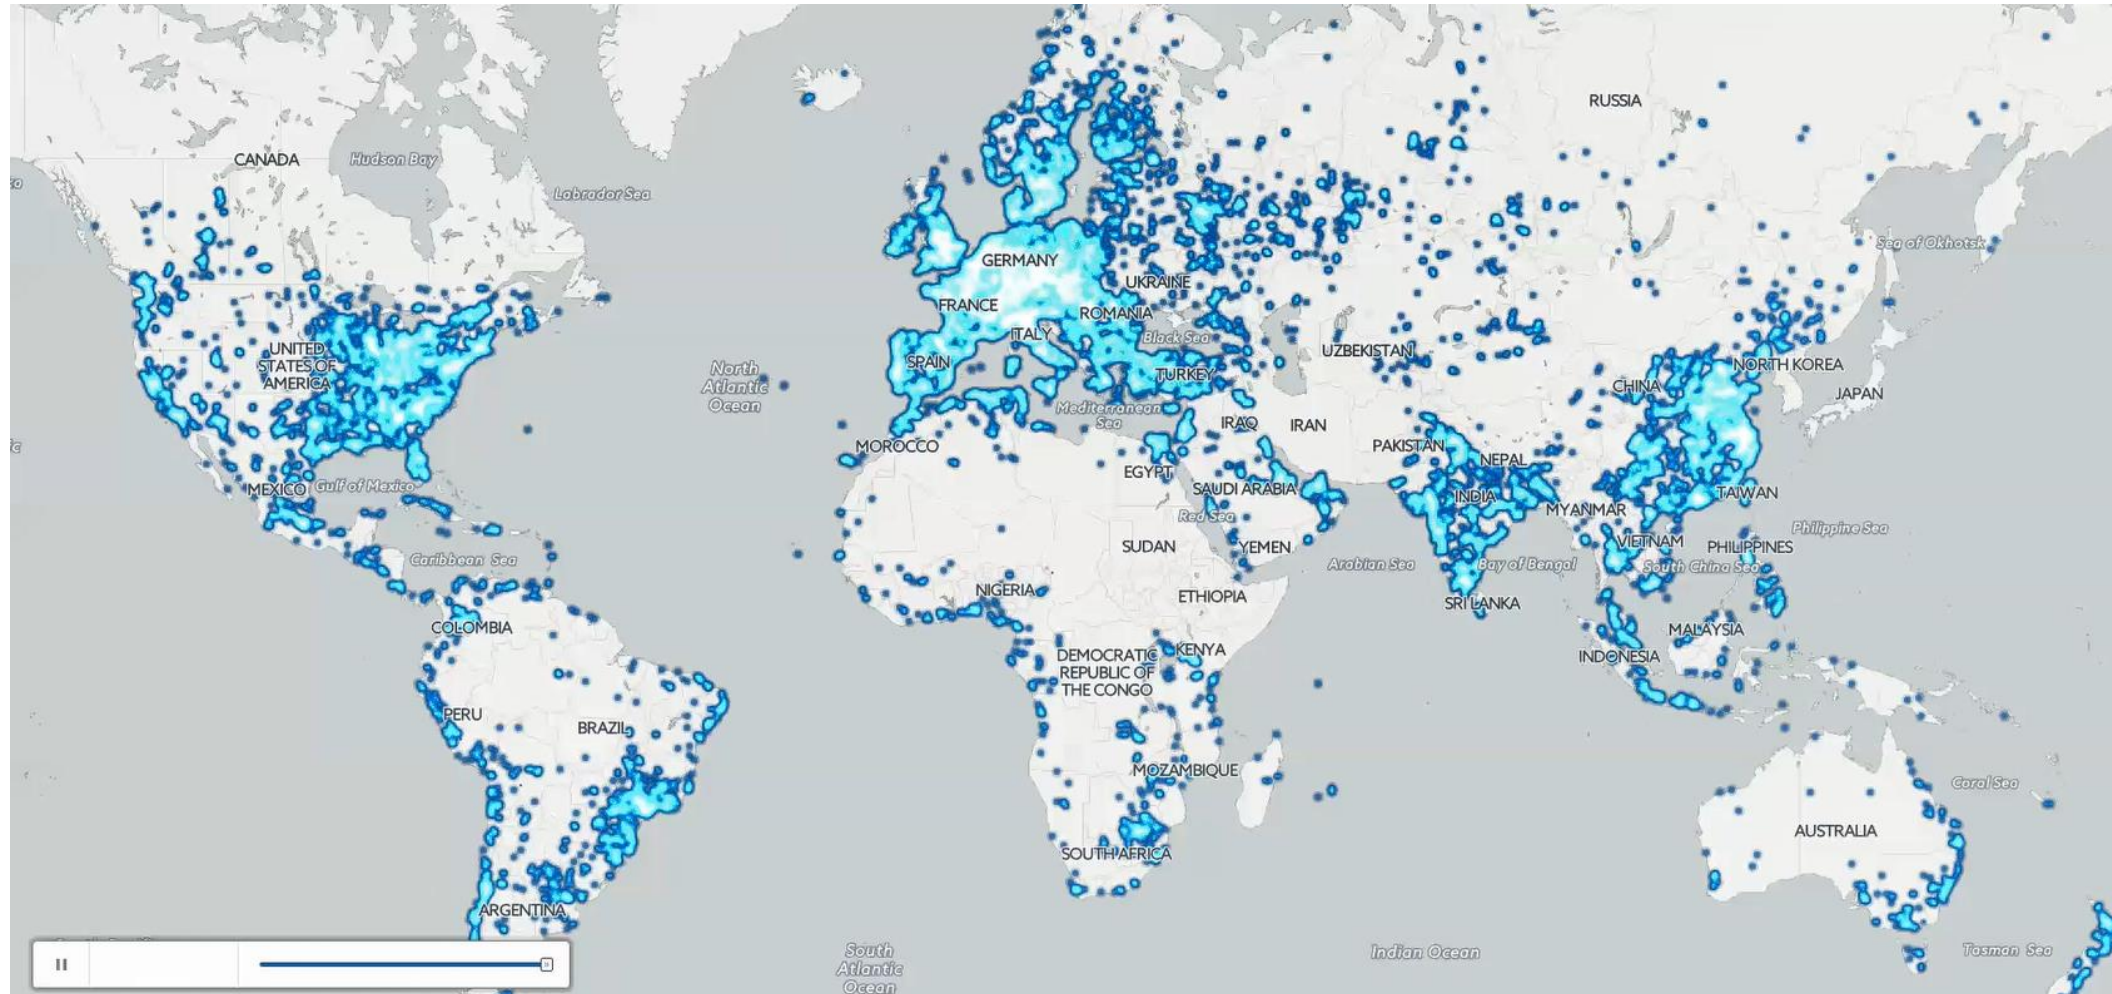 RUSSIA
CANADA
Hudson Bay
Labrador Sea
Sea of Okhotsk
GERMANY
UKRAINE
FRANCE
ROMANIA
ITALY
Black Sea
UNITED
STATES OF
AMERICA
UZBEKISTAN
SPAIN
TURKEY
NORTH KOREA
CHINA
JAPAN
North
Atlantic
Ocean
Mediterranean
Sea
IRAQ
IRAN
MOROCCO
PAKISTAN
NEPAL
EGYPT
MEXICO
Gulf of Mexico
SAUDI ARABIA
INDIA
TAIWAN
MYANMAR
Red Sea
Philippine Sea
SUDAN
YEMEN
VIETNAM
PHILIPPINES
Caribbean Sea
Arabian Sea
Bay of Bengal
South China Sea
NIGERIA
ETHIOPIA
SRI LANKA
COLOMBIA
MALAYSIA
KENYA
INDONESIA
DEMOCRATIC
REPUBLIC OF
THE CONGO
PERU
BRAZIL
MOZAMBIQUE
Coral Sea
AUSTRALIA
SOUTH AFRICA
ARGENTINA
South
Atlantic
Ocean
Indian Ocean
Tasman Sea